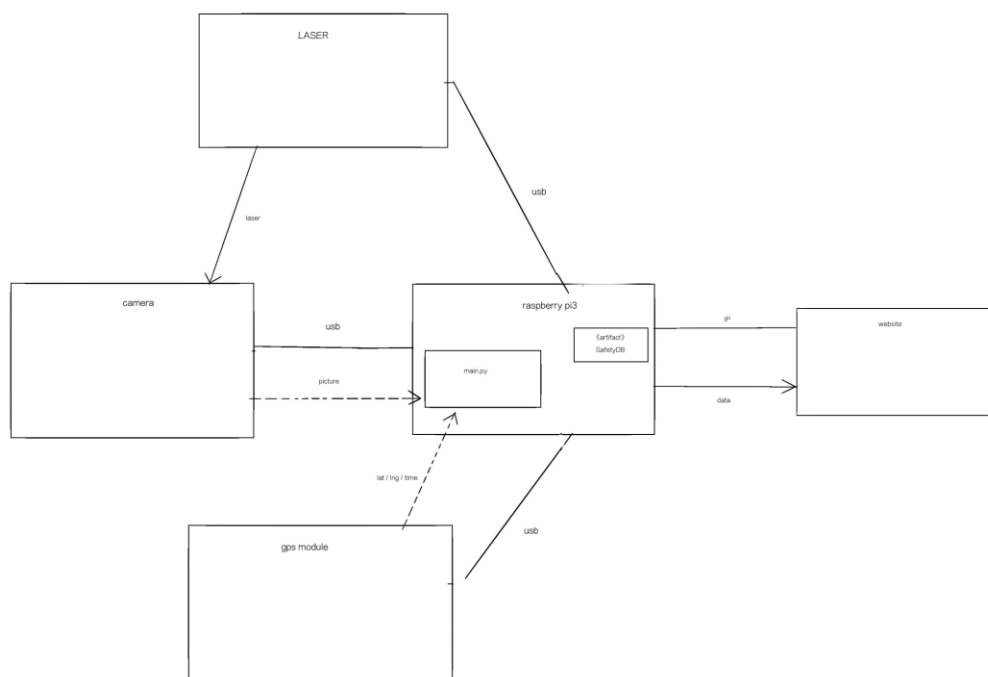 LASER
usb
laser
camera
usb
picture
raspberry pi3
《artifact》
SafetyDB
main.py
IP
website
data
lat / lng / time
usb
gps module